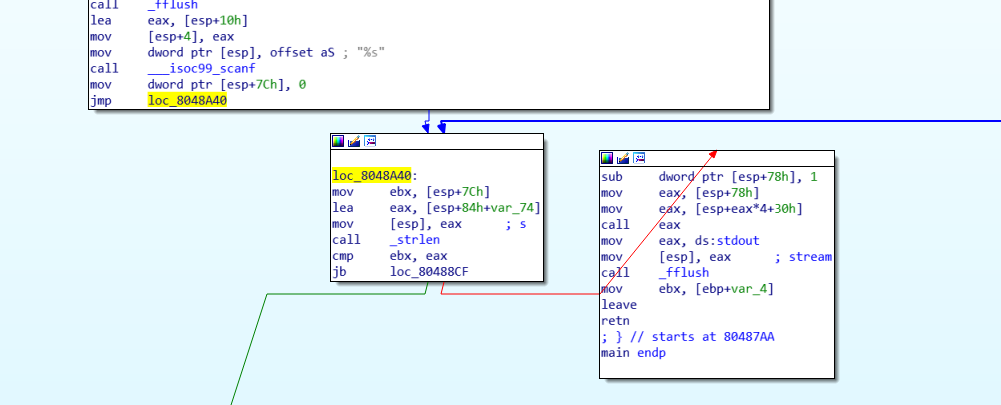 call _fflush
lea eax, [esp+10h]
mov [esp+4], eax
mov dword ptr [esp], offset aS ; "%s"
call ___isoc99_scanf
mov dword ptr [esp+7Ch], 0
jmp loc_8048A40
loc_8048A40:
mov ebx, [esp+7Ch]
lea eax, [esp+84h+var_74]
mov [esp], eax ; s
call _strlen
cmp ebx, eax
jb loc_80488CF
sub dword ptr [esp+78h], 1
mov eax, [esp+78h]
mov eax, [esp+eax*4+30h]
call eax
mov eax, ds:stdout
mov [esp], eax ; stream
call _fflush
mov ebx, [ebp+var_4]
leave
retn
; } // starts at 80487AA
main endp